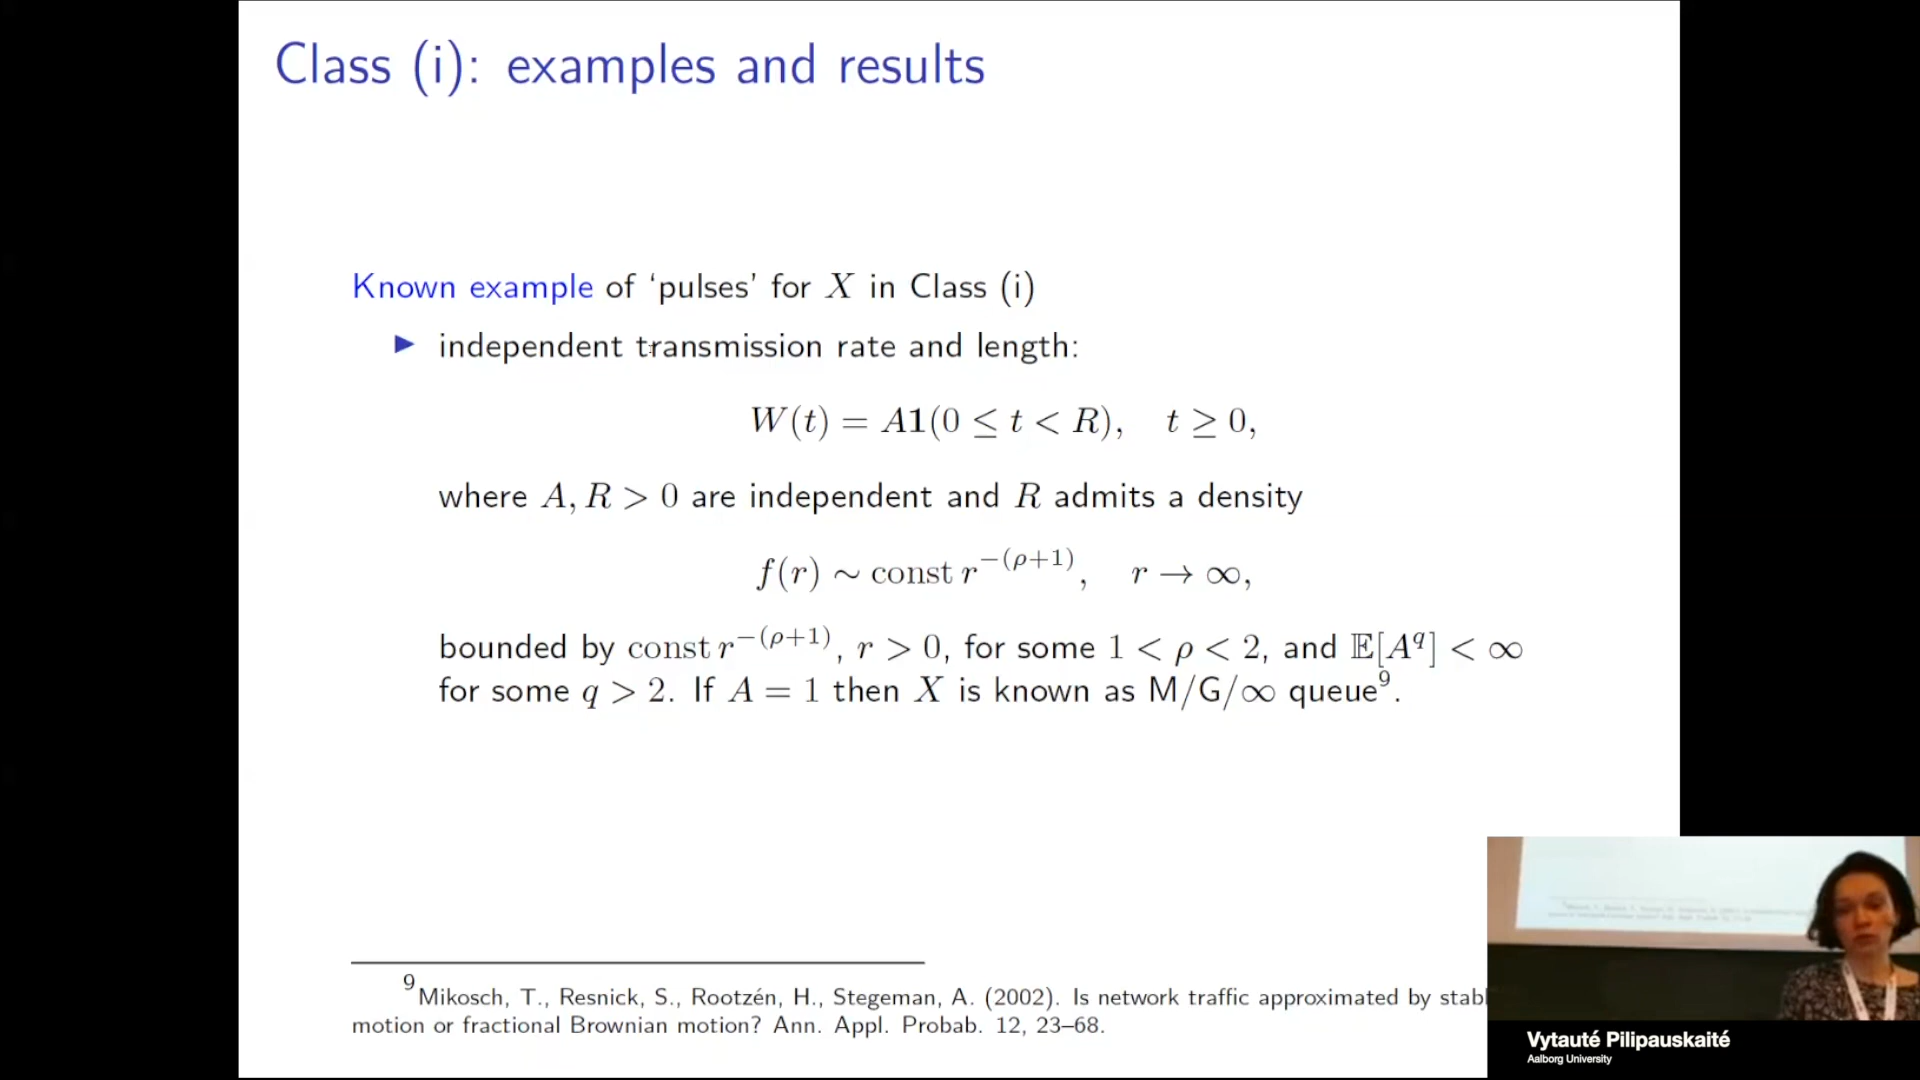 Class (i): examples and results
Known example of ‘pulses’ for X in Class (i)
▶ independent transmission rate and length:
W(t) = A1(0 ≤ t < R), t ≥ 0,
where A, R > 0 are independent and R admits a density
f(r) ∼ const r^{−(ρ+1)}, r → ∞,
bounded by const r^{−(ρ+1)}, r > 0, for some 1 < ρ < 2, and 𝔼[A^q] < ∞
for some q > 2. If A = 1 then X is known as M/G/∞ queue⁹.
⁹Mikosch, T., Resnick, S., Rootzén, H., Stegeman, A. (2002). Is network traffic approximated by stabl
motion or fractional Brownian motion? Ann. Appl. Probab. 12, 23–68.
Vytauté Pilipauskaité
Aalborg University